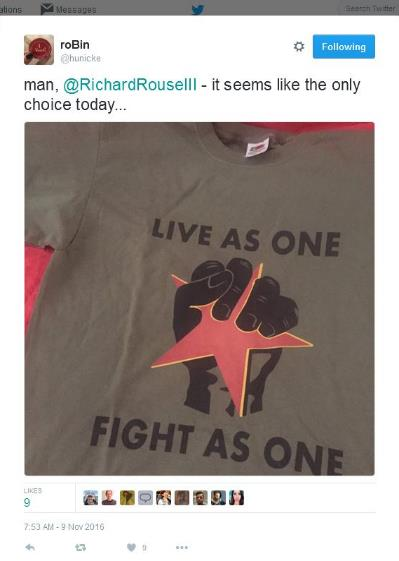 ations
Messages
Search Twitter
roBin
@hunicke
Following
man, @RichardRouseIII - it seems like the only
choice today...
LIVE AS ONE
FIGHT AS ONE
LIKES
9
7:53 AM - 9 Nov 2016
9